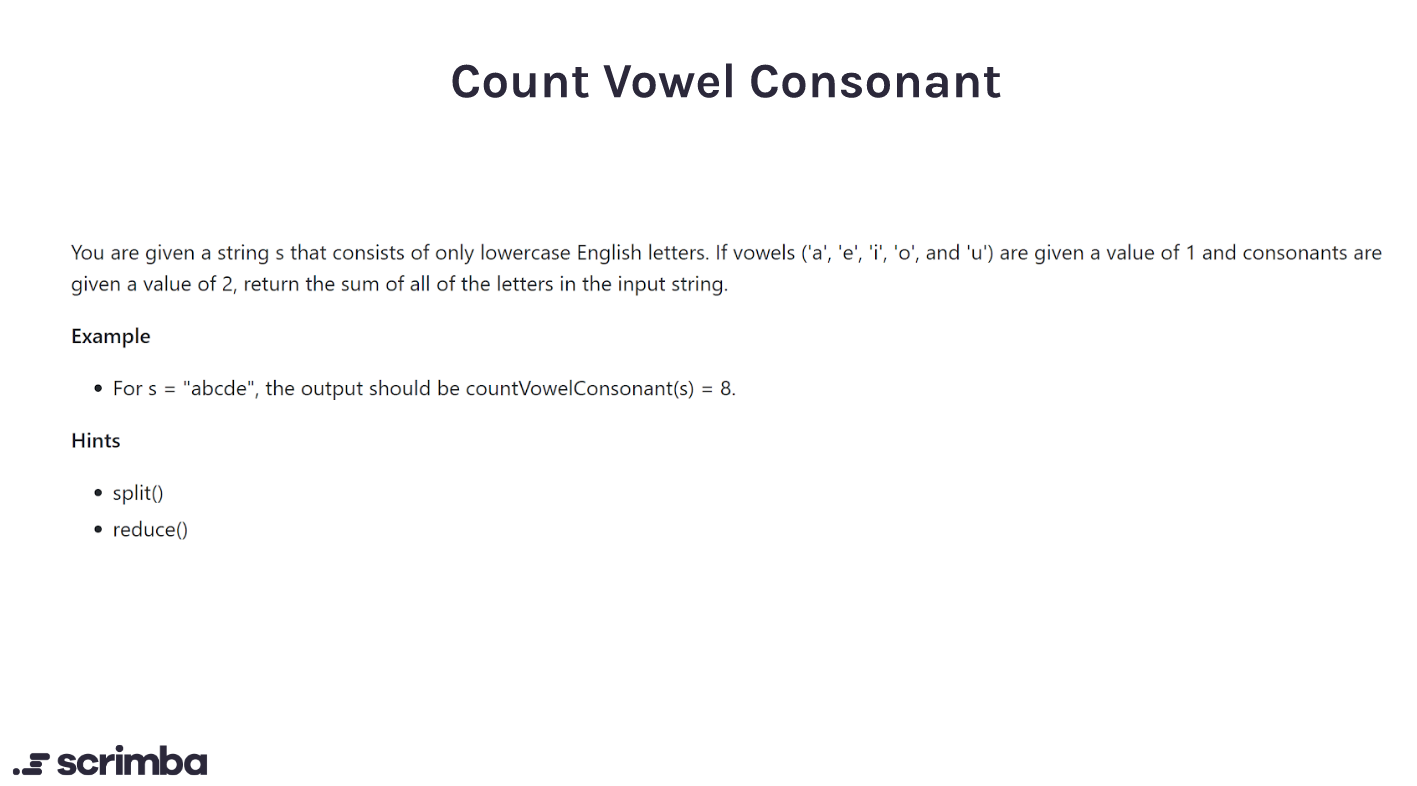 Count Vowel Consonant
You are given a string s that consists of only lowercase English letters. If vowels ('a', 'e', 'i', 'o', and 'u') are given a value of 1 and consonants are
given a value of 2, return the sum of all of the letters in the input string.
Example
• For s = "abcde", the output should be countVowelConsonant(s) = 8.
Hints
• split()
• reduce()
scrimba